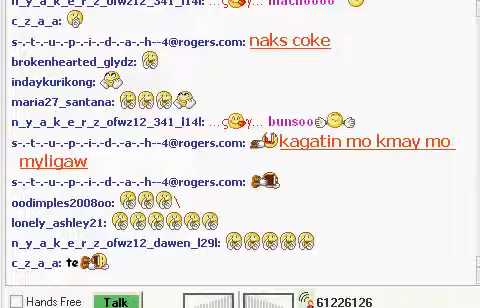 n_y_a_k_e_r_z_ofwz12_341_l14l: ...ç y... machoooo
c_z_a_a:
s-.-t-.-u-.-p-.-i-.-d-.-a-.-h--4@rogers.com: naks coke
brokenhearted_glydz:
indaykurikong:
maria27_santana:
n_y_a_k_e_r_z_ofwz12_341_l14l: ...ç y... bunsoo
s-.-t-.-u-.-p-.-i-.-d-.-a-.-h--4@rogers.com: kagatin mo kmay mo
myligaw
s-.-t-.-u-.-p-.-i-.-d-.-a-.-h--4@rogers.com:
oodimples2008oo: \
lonely_ashley21:
n_y_a_k_e_r_z_ofwz12_dawen_l29l:
c_z_a_a: te
Hands Free Talk 61226126